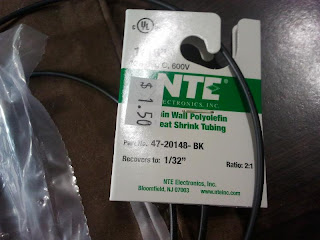 UL
600V
$ 1.50
NTE
ELECTRONICS, INC.
in Wall Polyolefin
eat Shrink Tubing
No: 47-20148- BK
Recovery to: 1/32"
Ratio: 2:1
NTE Electronics, Inc.
Bloomfield, NJ 07003 www.nteinc.com